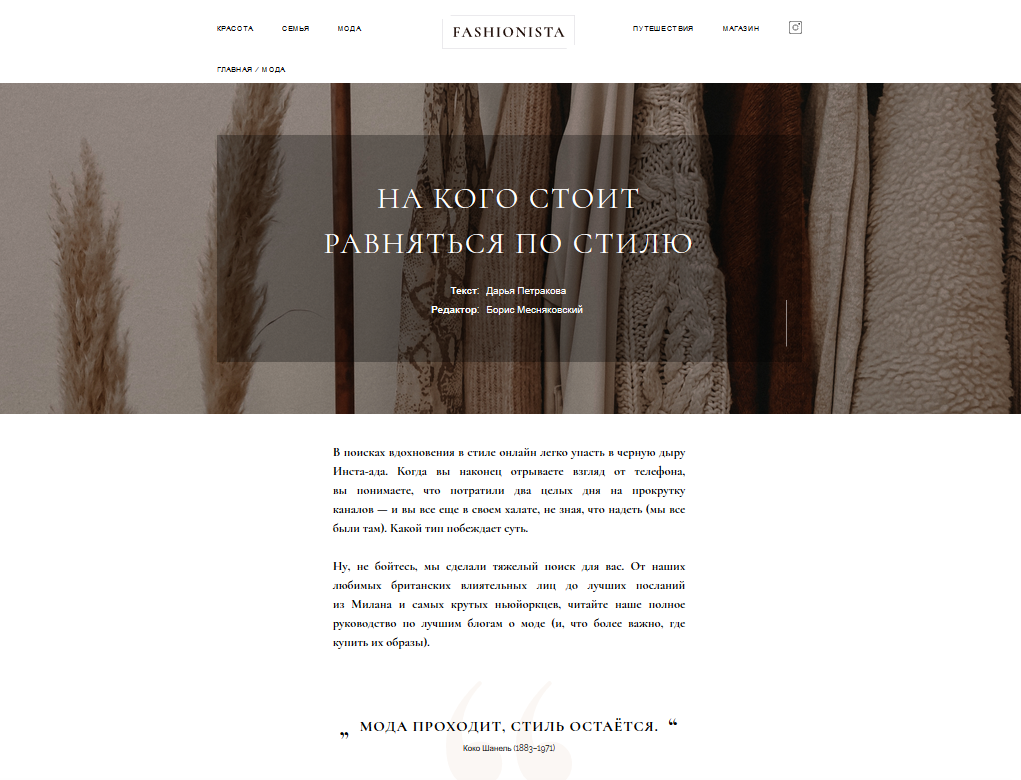 КРАСОТА СЕМЬЯ МОДА FASHIONISTA ПУТЕШЕСТВИЯ МАГАЗИН
ГЛАВНАЯ / МОДА
НА КОГО СТОИТ
РАВНЯТЬСЯ ПО СТИЛЮ
Текст: Дарья Петракова
Редактор: Борис Месняковский
В поисках вдохновения в стиле онлайн легко упасть в черную дыру
Инста-ада. Когда вы наконец отрываете взгляд от телефона,
вы понимаете, что потратили два целых дня на прокрутку
каналов — и вы все еще в своем халате, не зная, что надеть (мы все
были там). Какой тип побеждает суть.
Ну, не бойтесь, мы сделали тяжелый поиск для вас. От наших
любимых британских влиятельных лиц до лучших посланий
из Милана и самых крутых ньюйоркцев, читайте наше полное
руководство по лучшим блогам о моде (и, что более важно, где
купить их образы).
„ МОДА ПРОХОДИТ, СТИЛЬ ОСТАЁТСЯ. “
Коко Шанель (1883–1971)